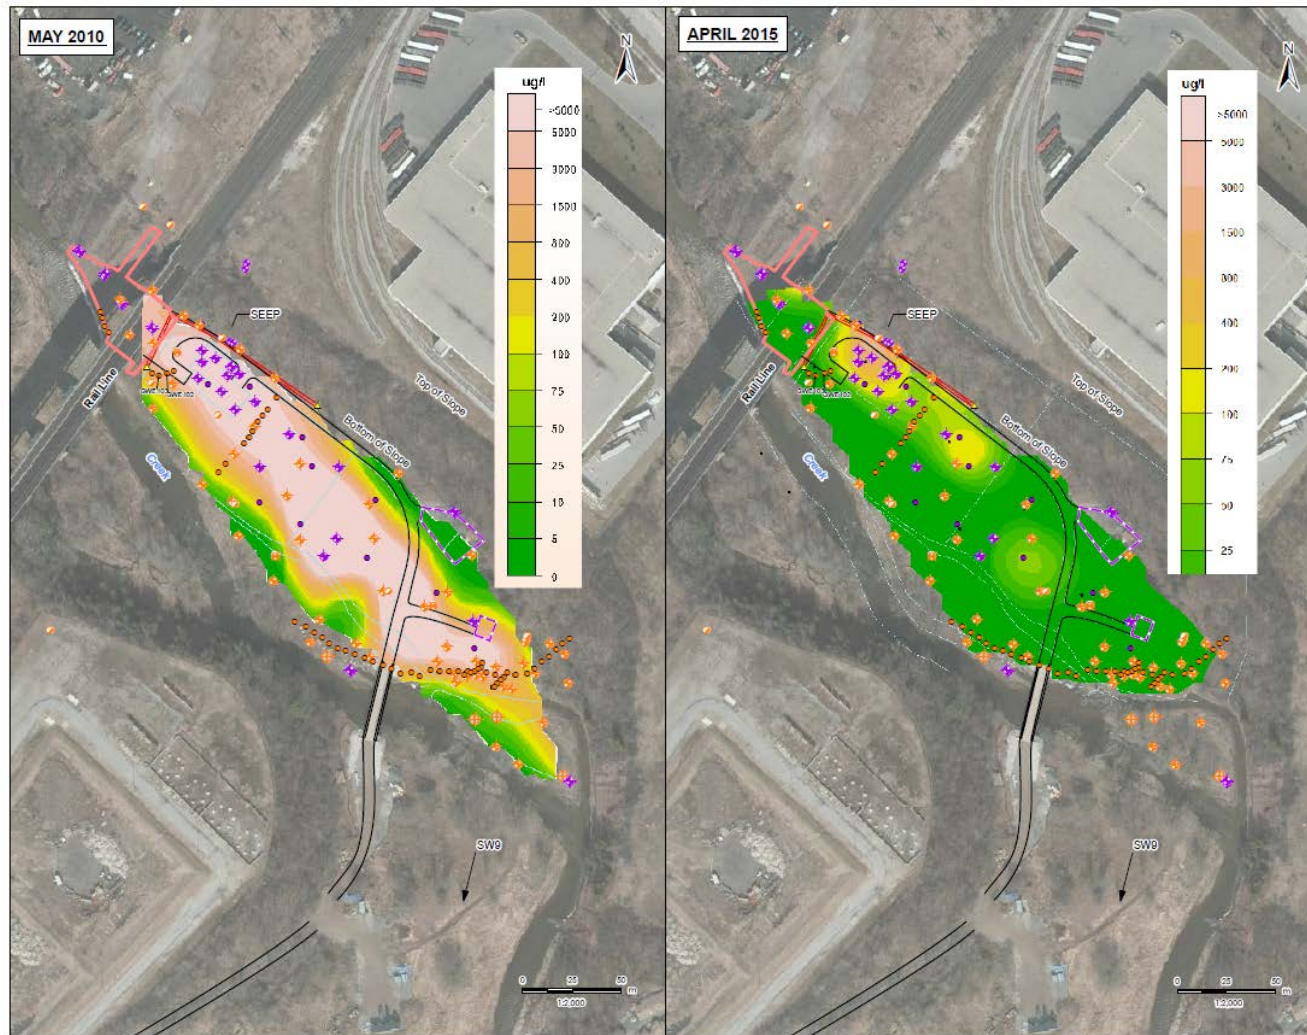 MAY 2010
N
ug/l
>5000
5000
3000
1500
800
400
200
100
75
50
25
10
5
0
SEEP
Rail Line
Top of Slope
Bottom of Slope
Creek
SW9
0 25 50
m
1:2,000
APRIL 2015
N
ug/l
>5000
5000
3000
1500
800
400
200
100
75
50
25
SEEP
Rail Line
Top of Slope
Bottom of Slope
Creek
SW9
0 25 50
m
1:2,000